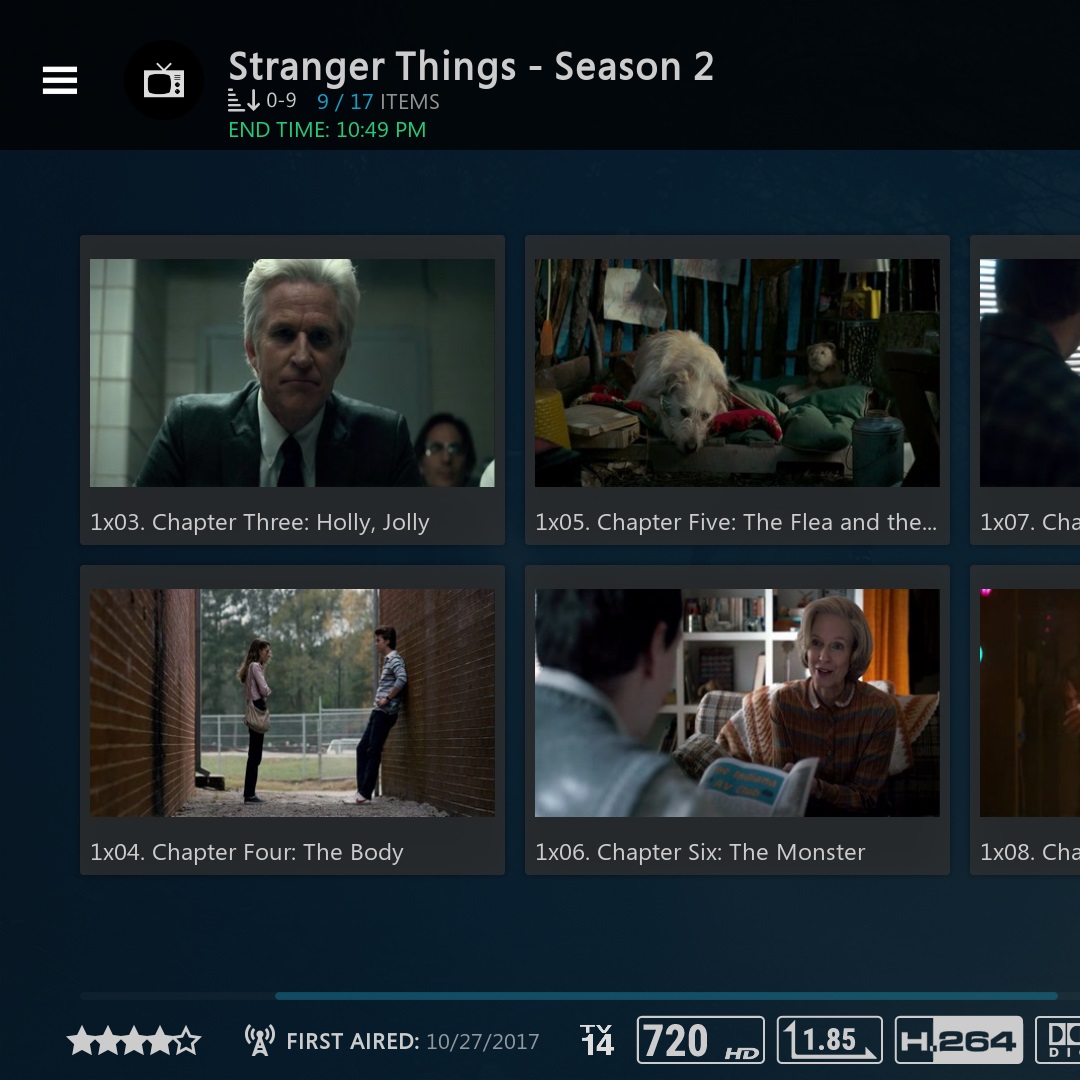 Stranger Things - Season 2
0-9 9 / 17 ITEMS
END TIME: 10:49 PM
1x03. Chapter Three: Holly, Jolly
1x05. Chapter Five: The Flea and the...
1x07. Cha
1x04. Chapter Four: The Body
1x06. Chapter Six: The Monster
1x08. Cha
FIRST AIRED: 10/27/2017
TV
14
720 HD
1.85
H.264